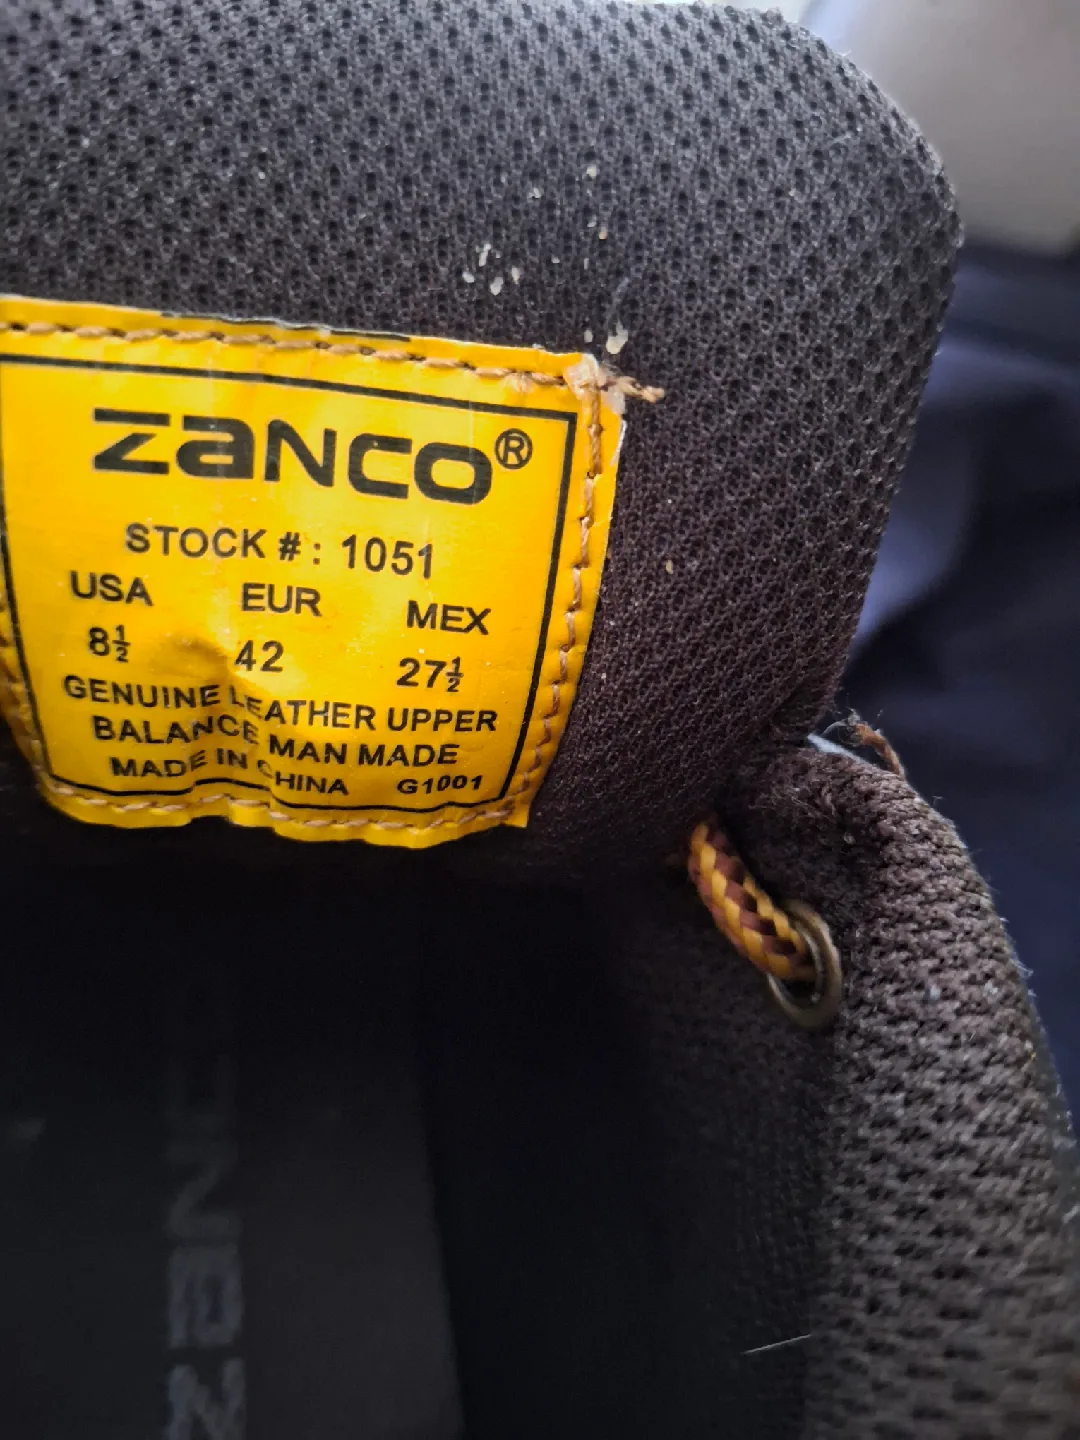 zaNCO®
STOCK #: 1051
USA EUR MEX
8½ 42 27½
GENUINE LEATHER UPPER
BALANCE MAN MADE
MADE IN CHINA G1001
zaNCO